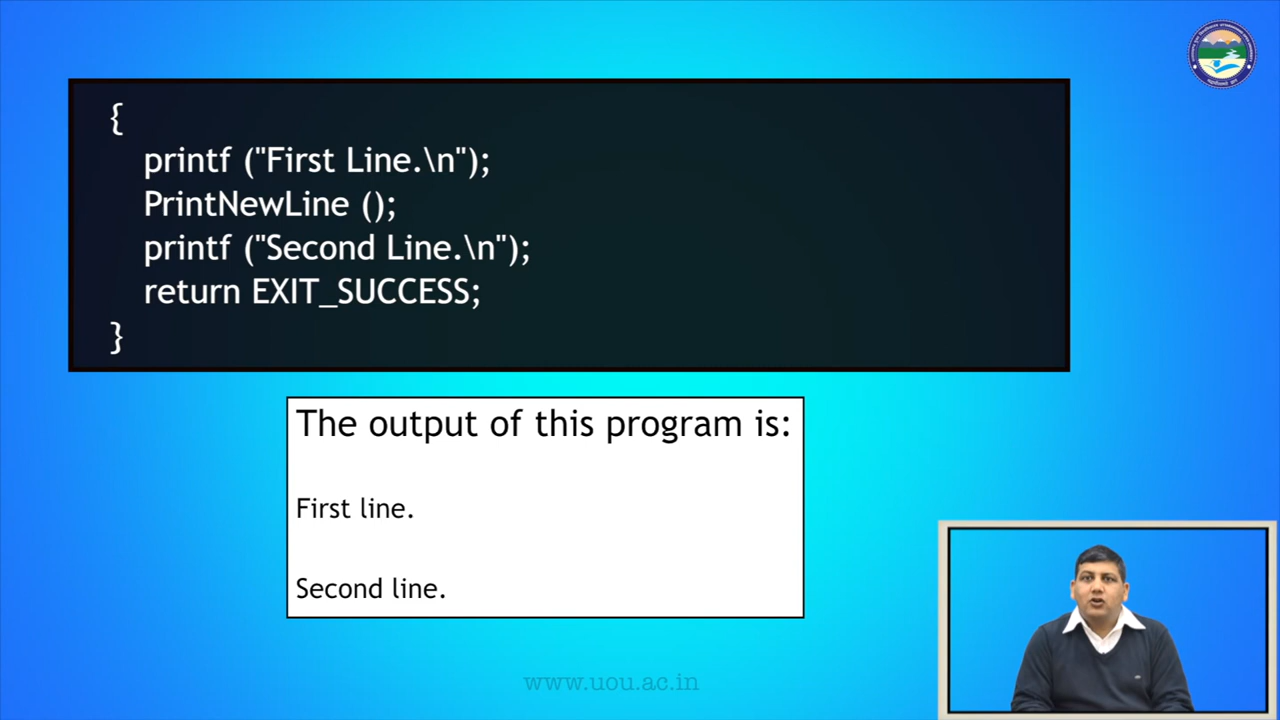 {
printf ("First Line.\n");
PrintNewLine ();
printf ("Second Line.\n");
return EXIT_SUCCESS;
}
The output of this program is:
First line.
Second line.
www.uou.ac.in